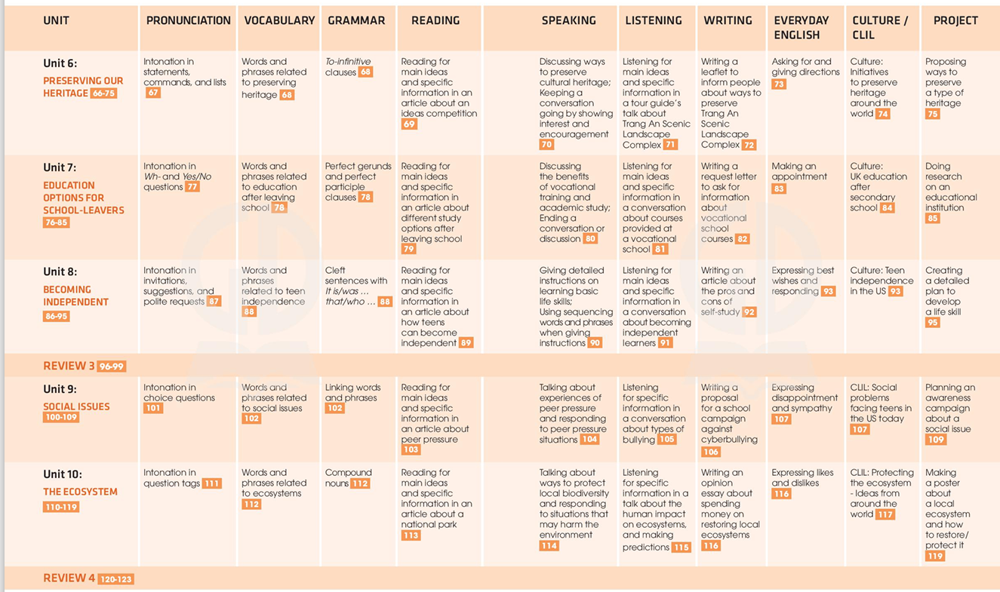 UNIT
PRONUNCIATION
VOCABULARY
GRAMMAR
READING
SPEAKING
LISTENING
WRITING
EVERYDAY
ENGLISH
CULTURE /
CLIL
PROJECT
Unit 6:
PRESERVING OUR
HERITAGE 66-75
Intonation in
statements,
commands, and lists
67
Words and
phrases related
to preserving
heritage 68
To-infinitive
clauses 68
Reading for
main ideas
and specific
information in an
article about an
ideas competition
69
Discussing ways
to preserve
cultural heritage;
Keeping a
conversation
going by showing
interest and
encouragement
70
Listening for
main ideas
and specific
information in
a tour guide's
talk about
Trang An Scenic
Landscape
Complex 71
Writing a
leaflet to
inform people
about ways to
preserve
Trang An
Scenic
Landscape
Complex 72
Asking for and
giving directions
73
Culture:
Initiatives
to preserve
heritage
around the
world 74
Proposing
ways to
preserve
a type of
heritage
75
Unit 7:
EDUCATION
OPTIONS FOR
SCHOOL-LEAVERS
76-85
Intonation in
Wh- and Yes/No
questions 77
Words and
phrases related
to education
after leaving
school 78
Perfect gerunds
and perfect
participle
clauses 78
Reading for
main ideas
and specific
information in
an article about
different study
options after
leaving school
79
Discussing
the benefits
of vocational
training and
academic study;
Ending a
conversation or
discussion 80
Listening for
main ideas
and specific
information in
a conversation
about courses
provided at
a vocational
school 81
Writing a
request letter
to ask for
information
about
vocational
school
courses 82
Making an
appointment
83
Culture:
UK education
after
secondary
school 84
Doing
research
on an
educational
institution
85
Unit 8:
BECOMING
INDEPENDENT
86-95
Intonation in
invitations,
suggestions, and
polite requests 87
Words and
phrases
related to teen
independence
88
Cleft
sentences with
It is/was ...
that/who ... 88
Reading for
main ideas
and specific
information in
an article about
how teens
can become
independent 89
Giving detailed
instructions on
learning basic
life skills;
Using sequencing
words and phrases
when giving
instructions 90
Listening for
main ideas
and specific
information in
a conversation
about becoming
independent
learners 91
Writing an
article about
the pros and
cons of
self-study 92
Expressing best
wishes and
responding 93
Culture: Teen
independence
in the US 93
Creating
a detailed
plan to
develop
a life skill
95
REVIEW 3 96-99
Unit 9:
SOCIAL ISSUES
100-109
Intonation in
choice questions
101
Words and
phrases related
to social issues
102
Linking words
and phrases
102
Reading for
main ideas
and specific
information in
an article about
peer pressure
103
Talking about
experiences of
peer pressure
and responding
to peer pressure
situations 104
Listening
for specific
information in
a conversation
about types of
bullying 105
Writing a
proposal
for a school
campaign
against
cyberbullying
106
Expressing
disappointment
and sympathy
107
CLIL: Social
problems
facing teens in
the US today
107
Planning an
awareness
campaign
about a
social issue
109
Unit 10:
THE ECOSYSTEM
110-119
Intonation in
question tags 111
Words and
phrases related
to ecosystems
112
Compound
nouns 112
Reading for
main ideas
and specific
information in an
article about a
national park
113
Talking about
ways to protect
local biodiversity
and responding
to situations that
may harm the
environment
114
Listening
for specific
information in a
talk about the
human impact
on ecosystems,
and making
predictions 115
Writing an
opinion
essay about
spending
money on
restoring local
ecosystems
116
Expressing likes
and dislikes
116
CLIL: Protecting
the ecosystem
- Ideas from
around the
world 117
Making
a poster
about
a local
ecosystem
and how
to restore/
protect it
119
REVIEW 4 120-123